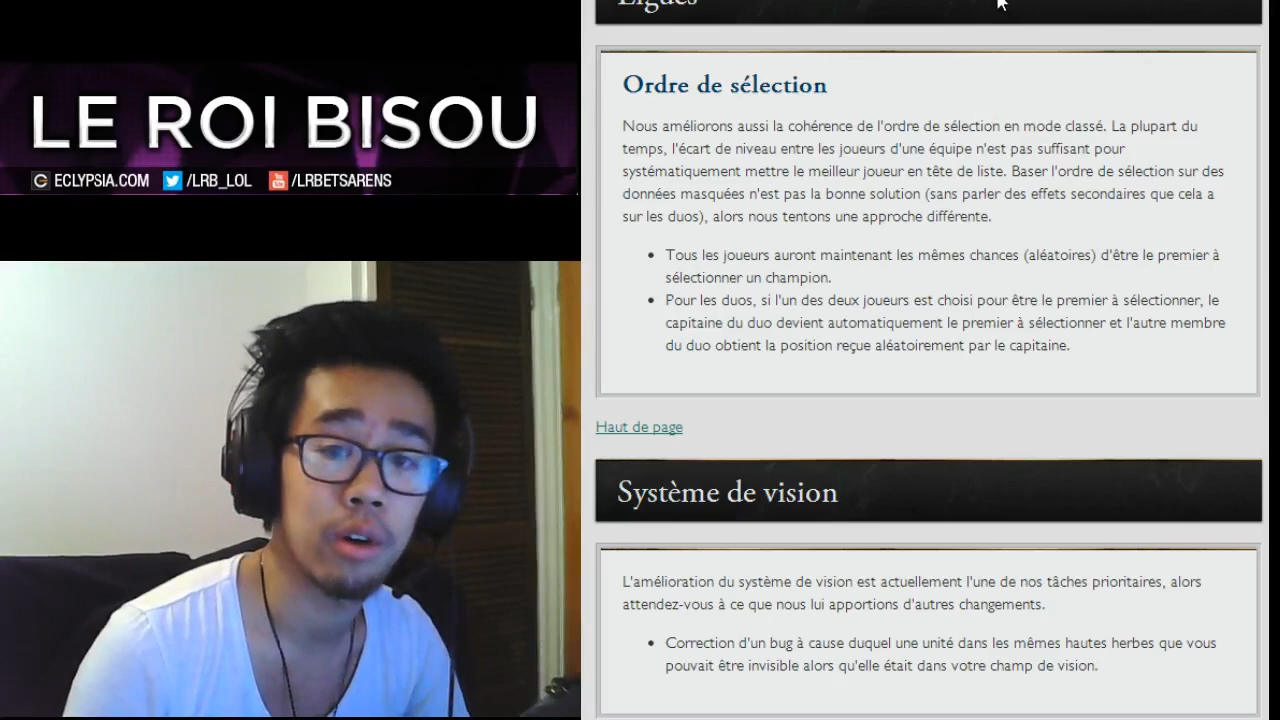 LE ROI BISOU
ECLYPSIA.COM /LRB_LOL /LRBETSARENS
Ligues
Ordre de sélection
Nous améliorons aussi la cohérence de l'ordre de sélection en mode classé. La plupart du
temps, l'écart de niveau entre les joueurs d'une équipe n'est pas suffisant pour
systématiquement mettre le meilleur joueur en tête de liste. Baser l'ordre de sélection sur des
données masquées n'est pas la bonne solution (sans parler des effets secondaires que cela a
sur les duos), alors nous tentons une approche différente.
• Tous les joueurs auront maintenant les mêmes chances (aléatoires) d'être le premier à
sélectionner un champion.
• Pour les duos, si l'un des deux joueurs est choisi pour être le premier à sélectionner, le
capitaine du duo devient automatiquement le premier à sélectionner et l'autre membre
du duo obtient la position reçue aléatoirement par le capitaine.
Haut de page
Système de vision
L'amélioration du système de vision est actuellement l'une de nos tâches prioritaires, alors
attendez-vous à ce que nous lui apportions d'autres changements.
• Correction d'un bug à cause duquel une unité dans les mêmes hautes herbes que vous
pouvait être invisible alors qu'elle était dans votre champ de vision.